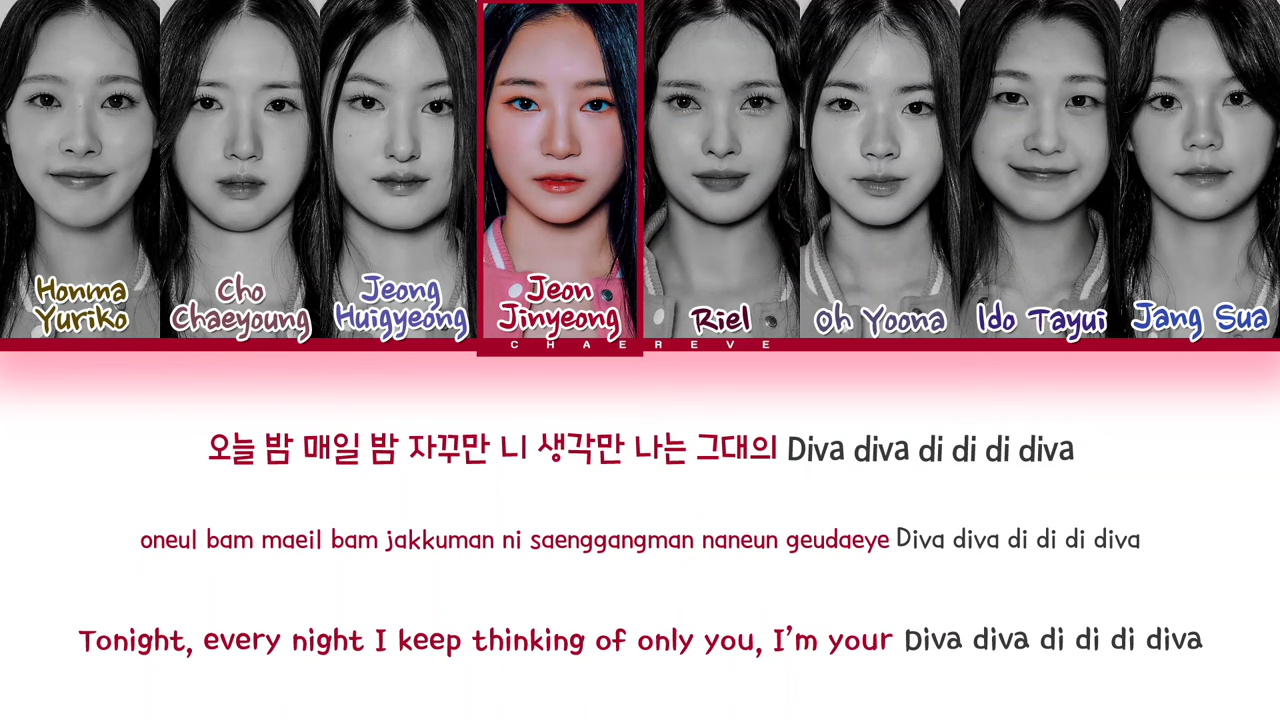 Honma
Yuriko
Cho
Chaeyoung
Jeong
Huigyeong
Jeon
Jinyeong
Riel
Oh Yoona
Ido Tayui
Jang Sua
CHAEREVE
오늘 밤 매일 밤 자꾸만 니 생각만 나는 그대의 Diva diva di di di diva
oneul bam maeil bam jakkuman ni saenggangman naneun geudaeye Diva diva di di di diva
Tonight, every night I keep thinking of only you, I’m your Diva diva di di di diva